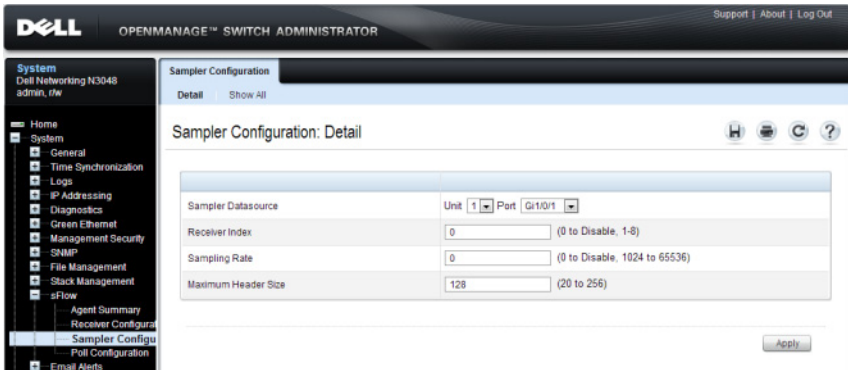 Support | About | Log Out
DELL
OPENMANAGE™ SWITCH ADMINISTRATOR
System
Dell Networking N3048
admin, r/w
Sampler Configuration
Detail
Show All
Home
System
General
Time Synchronization
Logs
IP Addressing
Diagnostics
Green Ethernet
Management Security
SNMP
File Management
Stack Management
sFlow
Agent Summary
Receiver Configurat
Sampler Configu
Poll Configuration
Email Alerts
Sampler Configuration: Detail
?
Sampler Datasource Unit 1 Port Gi1/0/1
Receiver Index 0 (0 to Disable, 1-8)
Sampling Rate 0 (0 to Disable, 1024 to 65536)
Maximum Header Size 128 (20 to 256)
Apply